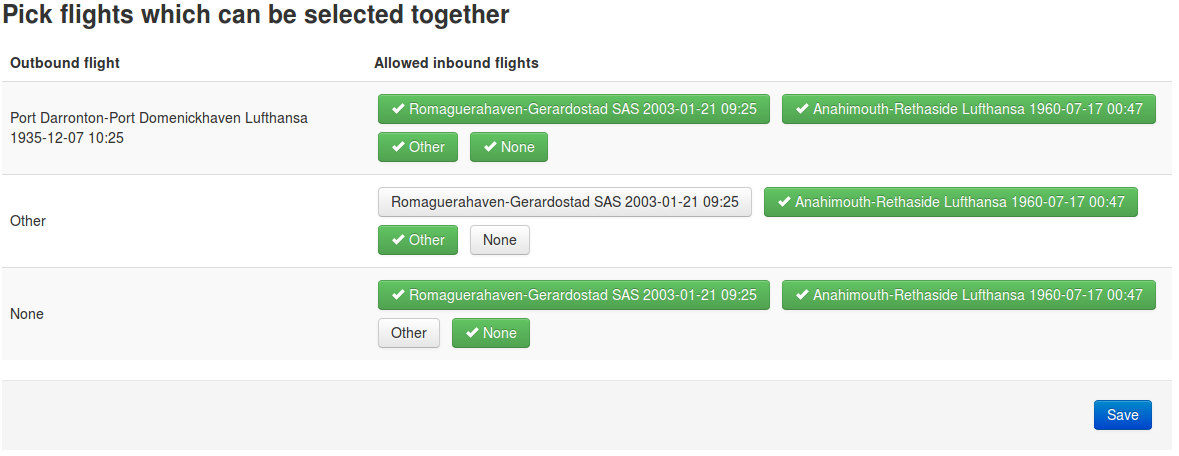 Pick flights which can be selected together
Outbound flight Allowed inbound flights
Port Darronton-Port Domenickhaven Lufthansa
1935-12-07 10:25
Romaguerahaven-Gerardostad SAS 2003-01-21 09:25 Anahimouth-Rethaside Lufthansa 1960-07-17 00:47
Other None
Other
Romaguerahaven-Gerardostad SAS 2003-01-21 09:25 Anahimouth-Rethaside Lufthansa 1960-07-17 00:47
Other None
None
Romaguerahaven-Gerardostad SAS 2003-01-21 09:25 Anahimouth-Rethaside Lufthansa 1960-07-17 00:47
Other None
Save